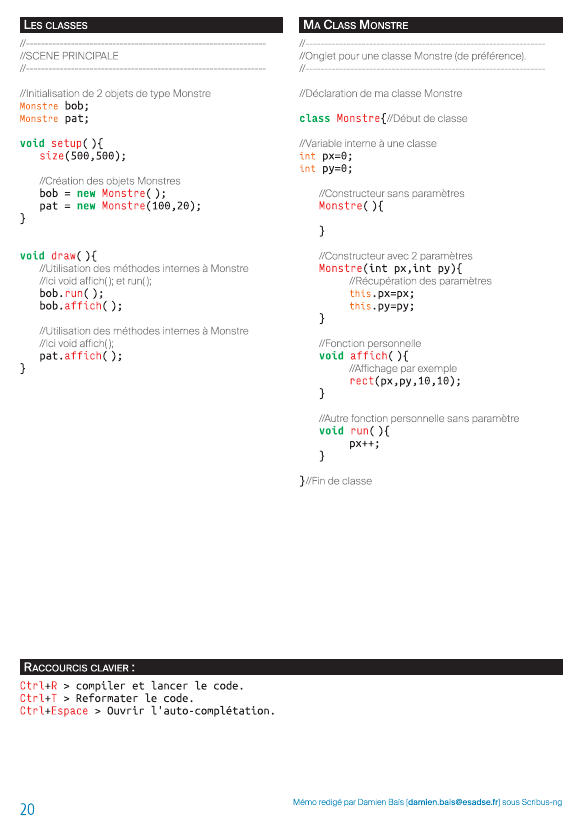 LES CLASSES
//----------------------------------------------------------------
//SCENE PRINCIPALE
//----------------------------------------------------------------
//Initialisation de 2 objets de type Monstre
Monstre bob;
Monstre pat;
void setup( ){
size(500,500);
//Création des objets Monstres
bob = new Monstre( );
pat = new Monstre(100,20);
}
void draw( ){
//Utilisation des méthodes internes à Monstre
//Ici void affich(); et run();
bob.run( );
bob.affich( );
//Utilisation des méthodes internes à Monstre
//Ici void affich();
pat.affich( );
}
MA CLASS MONSTRE
//----------------------------------------------------------------
//Onglet pour une classe Monstre (de préférence).
//----------------------------------------------------------------
//Déclaration de ma classe Monstre
class Monstre{//Début de classe
//Variable interne à une classe
int px=0;
int py=0;
//Constructeur sans paramètres
Monstre( ){
}
//Constructeur avec 2 paramètres
Monstre(int px,int py){
//Récupération des paramètres
this.px=px;
this.py=py;
}
//Fonction personnelle
void affich( ){
//Affichage par exemple
rect(px,py,10,10);
}
//Autre fonction personnelle sans paramètre
void run( ){
px++;
}
}//Fin de classe
RACCOURCIS CLAVIER :
Ctrl+R > compiler et lancer le code.
Ctrl+T > Reformater le code.
Ctrl+Espace > Ouvrir l'auto-complétation.
20
Mémo redigé par Damien Baïs [damien.bais@esadse.fr] sous Scribus-ng